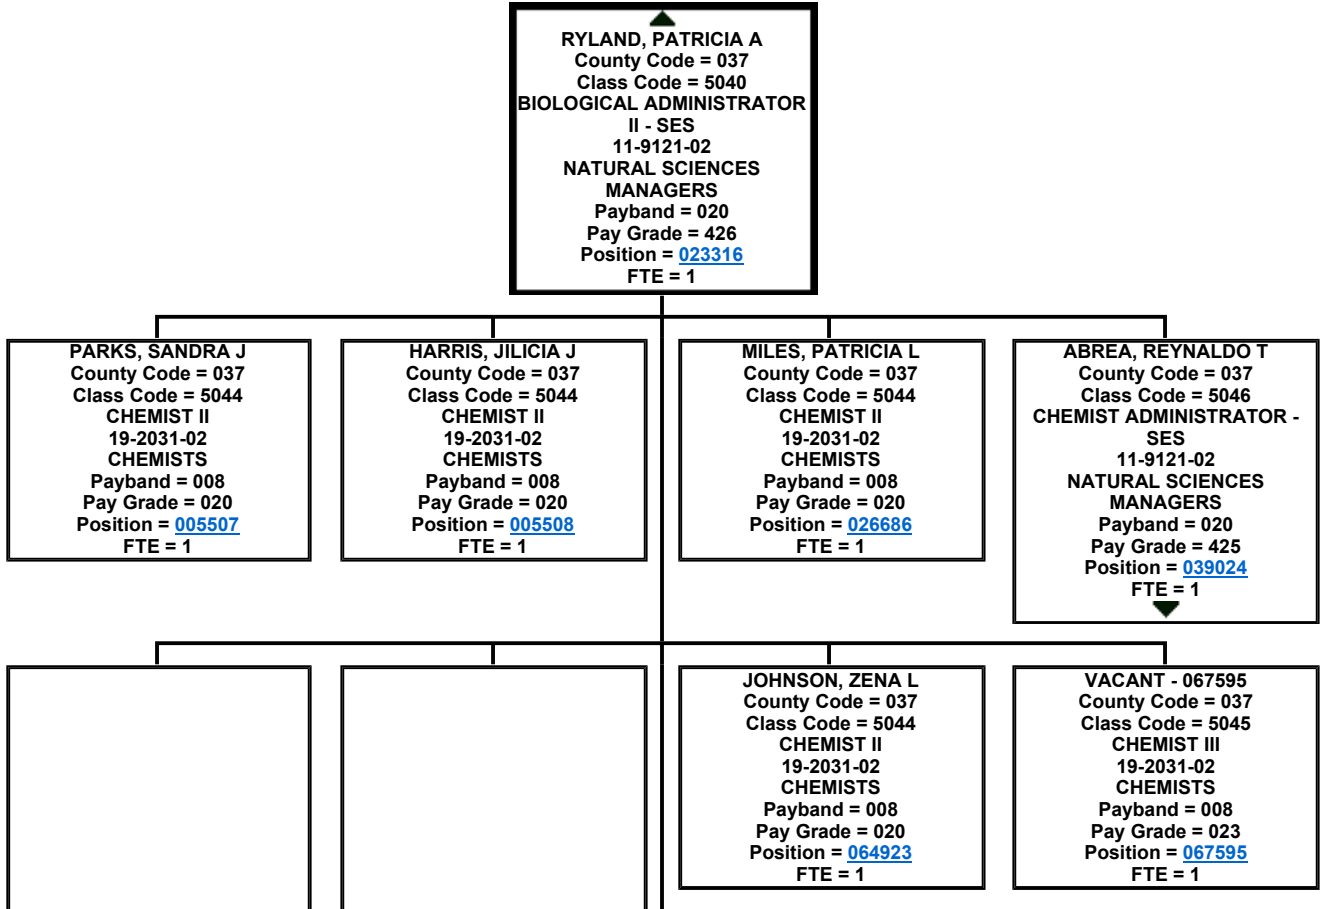 RYLAND, PATRICIA A
County Code = 037
Class Code = 5040
BIOLOGICAL ADMINISTRATOR
II - SES
11-9121-02
NATURAL SCIENCES
MANAGERS
Payband = 020
Pay Grade = 426
Position = 023316
FTE = 1
PARKS, SANDRA J
County Code = 037
Class Code = 5044
CHEMIST II
19-2031-02
CHEMISTS
Payband = 008
Pay Grade = 020
Position = 005507
FTE = 1
HARRIS, JILICIA J
County Code = 037
Class Code = 5044
CHEMIST II
19-2031-02
CHEMISTS
Payband = 008
Pay Grade = 020
Position = 005508
FTE = 1
MILES, PATRICIA L
County Code = 037
Class Code = 5044
CHEMIST II
19-2031-02
CHEMISTS
Payband = 008
Pay Grade = 020
Position = 026686
FTE = 1
ABREA, REYNALDO T
County Code = 037
Class Code = 5046
CHEMIST ADMINISTRATOR -
SES
11-9121-02
NATURAL SCIENCES
MANAGERS
Payband = 020
Pay Grade = 425
Position = 039024
FTE = 1
JOHNSON, ZENA L
County Code = 037
Class Code = 5044
CHEMIST II
19-2031-02
CHEMISTS
Payband = 008
Pay Grade = 020
Position = 064923
FTE = 1
VACANT - 067595
County Code = 037
Class Code = 5045
CHEMIST III
19-2031-02
CHEMISTS
Payband = 008
Pay Grade = 023
Position = 067595
FTE = 1